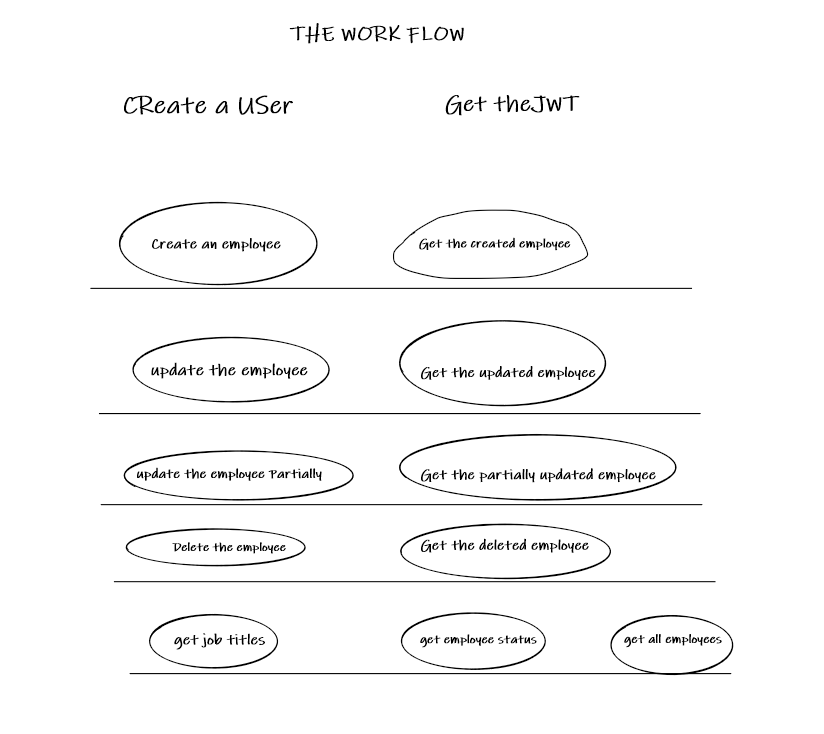 THE WORK FLOW
CReate a USer
Get theJWT
Create an employee
Get the created employee
update the employee
Get the updated employee
update the employee Partially
Get the partially updated employee
Delete the employee
Get the deleted employee
get job titles
get employee status
get all employees